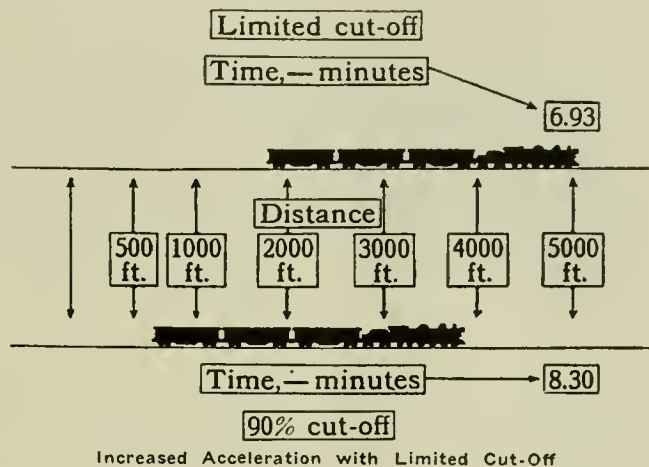 Limited cut-off
Time,— minutes
6.93
Distance
500 ft.
1000 ft.
2000 ft.
3000 ft.
4000 ft.
5000 ft.
Time,— minutes
8.30
90% cut-off
Increased Acceleration with Limited Cut-Off